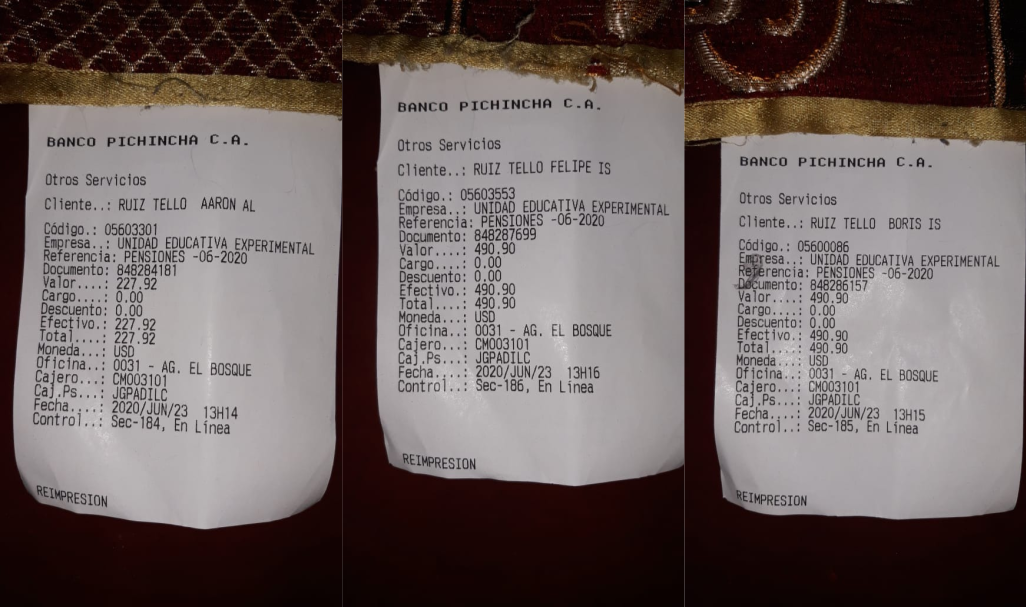 BANCO PICHINCHA C.A.
Otros Servicios
Cliente..: RUIZ TELLO AARON AL
Código.: 05603301
Empresa..: UNIDAD EDUCATIVA EXPERIMENTAL
Referencia: PENSIONES -06-2020
Documento: 848284181
Valor....: 227.92
Cargo....: 0.00
Descuento: 0.00
Efectivo.: 227.92
Total....: 227.92
Moneda...: USD
Oficina..: 0031 - AG. EL BOSQUE
Cajero...: CM003101
Caj.Ps...: JGPADILC
Fecha....: 2020/JUN/23 13H14
Control..: Sec-184, En Línea
REIMPRESION
BANCO PICHINCHA C.A.
Otros Servicios
Cliente..: RUIZ TELLO FELIPE IS
Código.: 05603553
Empresa..: UNIDAD EDUCATIVA EXPERIMENTAL
Referencia: PENSIONES -06-2020
Documento: 848287699
Valor....: 490.90
Cargo....: 0.00
Descuento: 0.00
Efectivo.: 490.90
Total....: 490.90
Moneda...: USD
Oficina..: 0031 - AG. EL BOSQUE
Cajero...: CM003101
Caj.Ps...: JGPADILC
Fecha....: 2020/JUN/23 13H16
Control..: Sec-186, En Línea
REIMPRESION
BANCO PICHINCHA C.A.
Otros Servicios
Cliente..: RUIZ TELLO BORIS IS
Código.: 05600086
Empresa..: UNIDAD EDUCATIVA EXPERIMENTAL
Referencia: PENSIONES -06-2020
Documento: 848286157
Valor....: 490.90
Cargo....: 0.00
Descuento: 0.00
Efectivo.: 490.90
Total....: 490.90
Moneda...: USD
Oficina..: 0031 - AG. EL BOSQUE
Cajero...: CM003101
Caj.Ps...: JGPADILC
Fecha....: 2020/JUN/23 13H15
Control..: Sec-185, En Línea
REIMPRESION